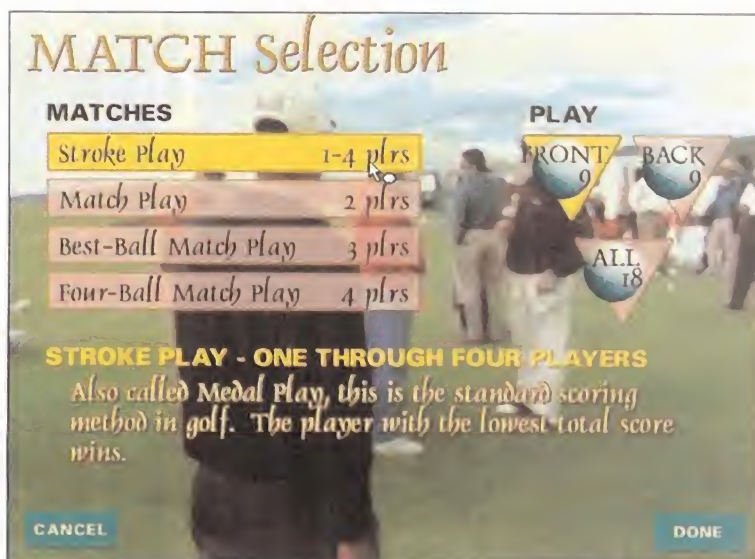 MATCH Selection
MATCHES
Stroke Play 1-4 plrs
Match Play 2 plrs
Best-Ball Match Play 3 plrs
Four-Ball Match Play 4 plrs
PLAY
FRONT
9
BACK
9
ALL
18
STROKE PLAY - ONE THROUGH FOUR PLAYERS
Also called Medal Play, this is the standard scoring
method in golf. The player with the lowest total score
wins.
CANCEL
DONE